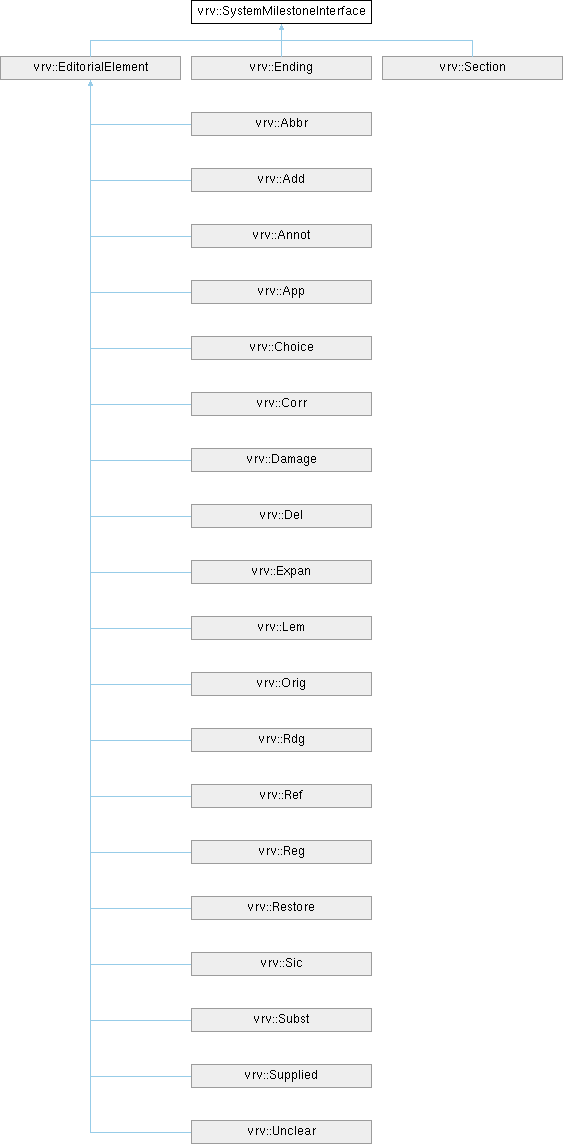 vrv::SystemMilestoneInterface
vrv::EditorialElement
vrv::Ending
vrv::Section
vrv::Abbr
vrv::Add
vrv::Annot
vrv::App
vrv::Choice
vrv::Corr
vrv::Damage
vrv::Del
vrv::Expan
vrv::Lem
vrv::Orig
vrv::Rdg
vrv::Ref
vrv::Reg
vrv::Restore
vrv::Sic
vrv::Subst
vrv::Supplied
vrv::Unclear